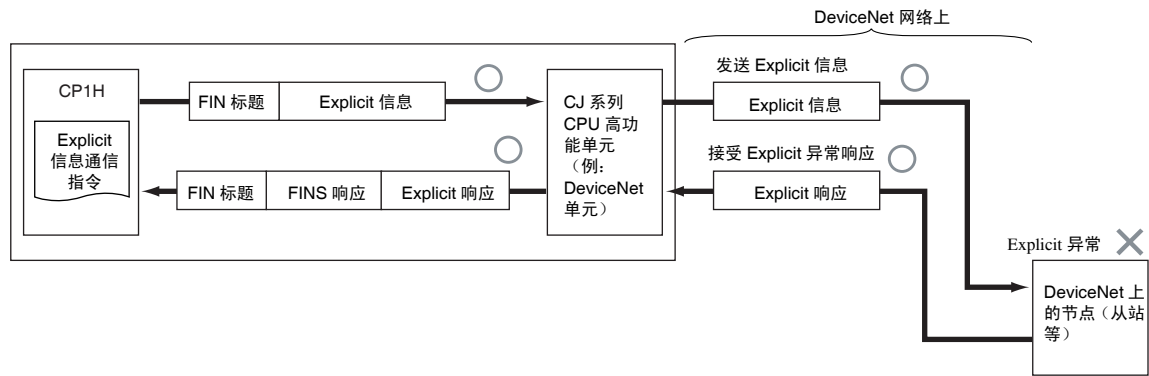 DeviceNet 网络上
CP1H
Explicit
信息通信
指令
FIN 标题
Explicit 信息
FIN 标题
FINS 响应
Explicit 响应
CJ 系列
CPU 高功
能单元
（例：
DeviceNet
单元）
发送 Explicit 信息
Explicit 信息
接受 Explicit 异常响应
Explicit 响应
Explicit 异常
DeviceNet 上
的节点（从站
等）